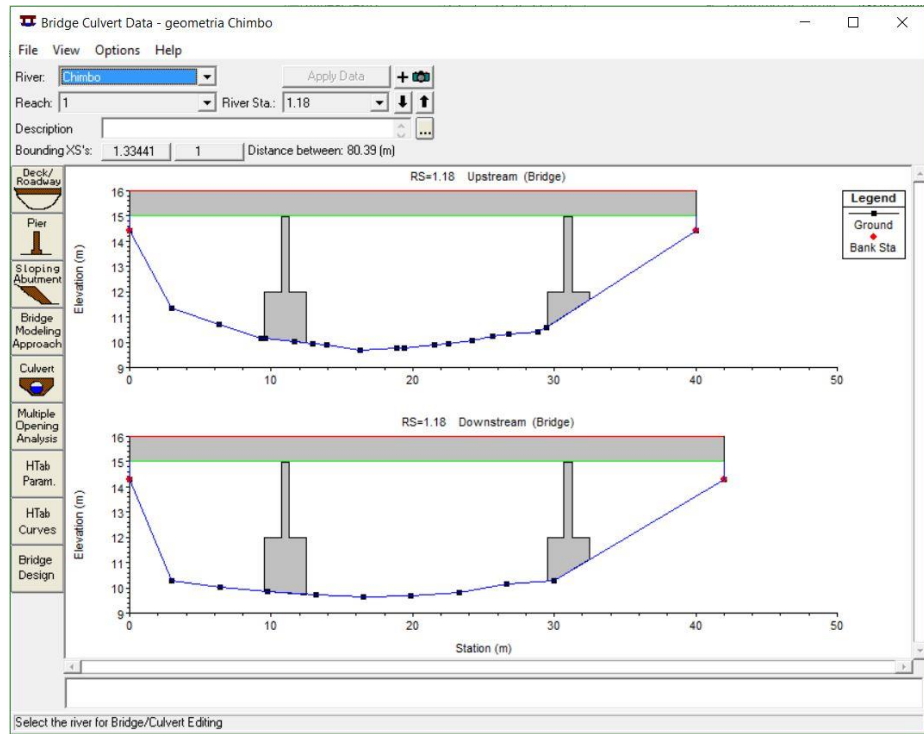 Bridge Culvert Data - geometria Chimbo
File View Options Help
River: Chimbo Apply Data
Reach: 1 River Sta.: 1.18
Description ...
Bounding XS's: 1.33441 1 Distance between: 80.39 (m)
Deck/
Roadway
Pier
Sloping
Abutment
Bridge
Modeling
Approach
Culvert
Multiple
Opening
Analysis
HTab
Param.
HTab
Curves
Bridge
Design
RS=1.18 Upstream (Bridge)
Elevation (m)
16
15
14
13
12
11
10
9
0 10 20 30 40 50
Legend
Ground
Bank Sta
RS=1.18 Downstream (Bridge)
Elevation (m)
16
15
14
13
12
11
10
9
0 10 20 30 40 50
Station (m)
Select the river for Bridge/Culvert Editing